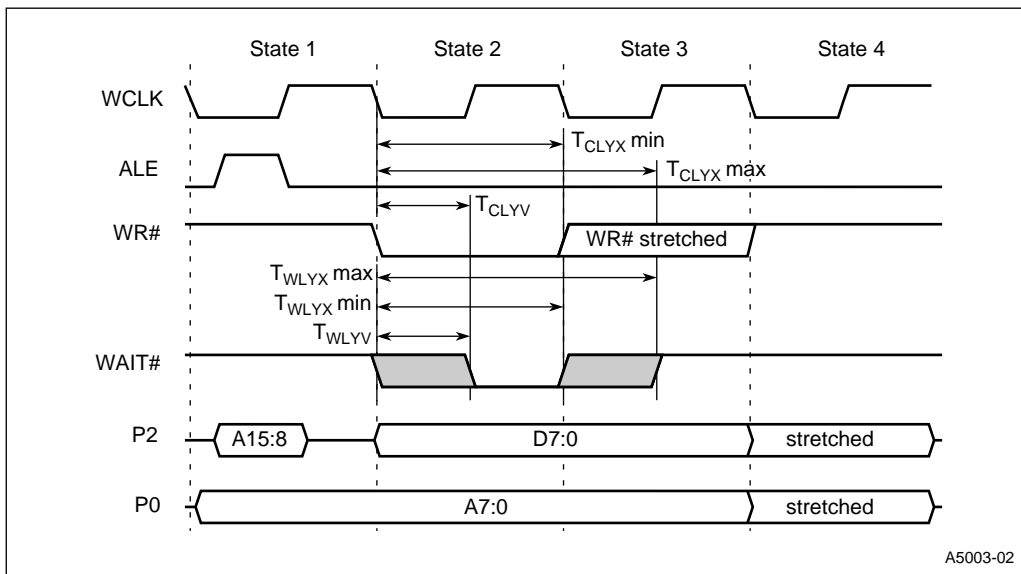 State 1 State 2 State 3 State 4
WCLK
T_CLYX min
ALE
T_CLYX max
T_CLYV
WR#
WR# stretched
T_WLYX max
T_WLYX min
T_WLYV
WAIT#
P2 A15:8 D7:0 stretched
P0 A7:0 stretched
A5003-02